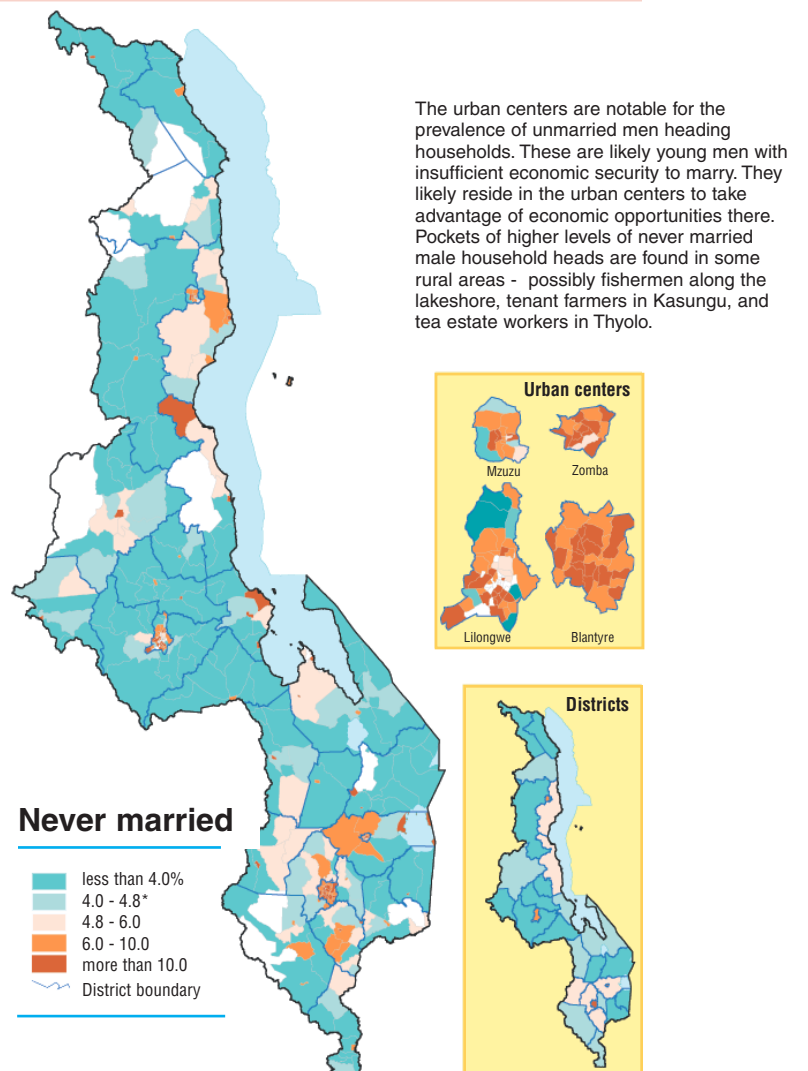 The urban centers are notable for the
prevalence of unmarried men heading
households. These are likely young men with
insufficient economic security to marry. They
likely reside in the urban centers to take
advantage of economic opportunities there.
Pockets of higher levels of never married
male household heads are found in some
rural areas - possibly fishermen along the
lakeshore, tenant farmers in Kasungu, and
tea estate workers in Thyolo.
Urban centers
Mzuzu
Zomba
Lilongwe
Blantyre
Districts
Never married
less than 4.0%
4.0 - 4.8*
4.8 - 6.0
6.0 - 10.0
more than 10.0
District boundary